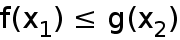 f(x₁) ≤ g(x₂)